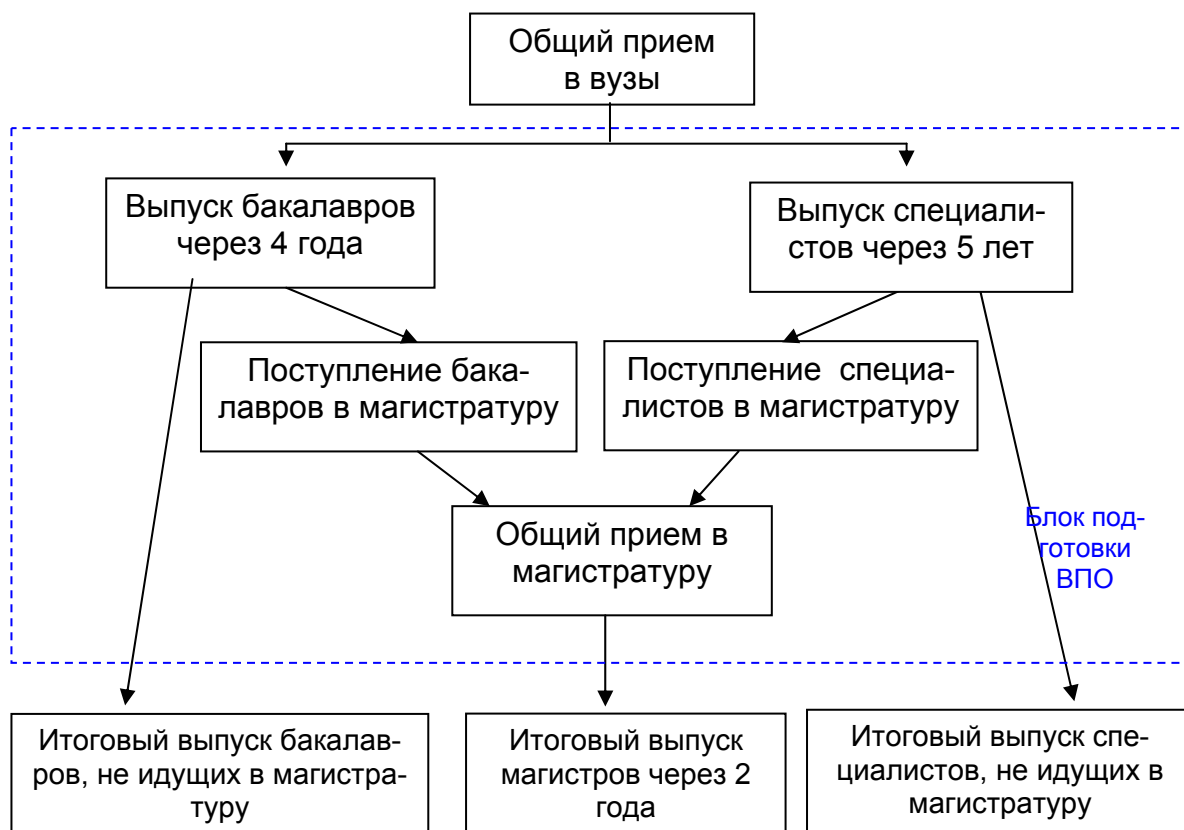 Общий прием
в вузы
Выпуск бакалавров
через 4 года
Выпуск специали-
стов через 5 лет
Поступление бака-
лавров в магистратуру
Поступление специа-
листов в магистратуру
Общий прием в
магистратуру
Блок под-
готовки
ВПО
Итоговый выпуск бакалав-
ров, не идущих в магистра-
туру
Итоговый выпуск
магистров через 2
года
Итоговый выпуск спе-
циалистов, не идущих в
магистратуру